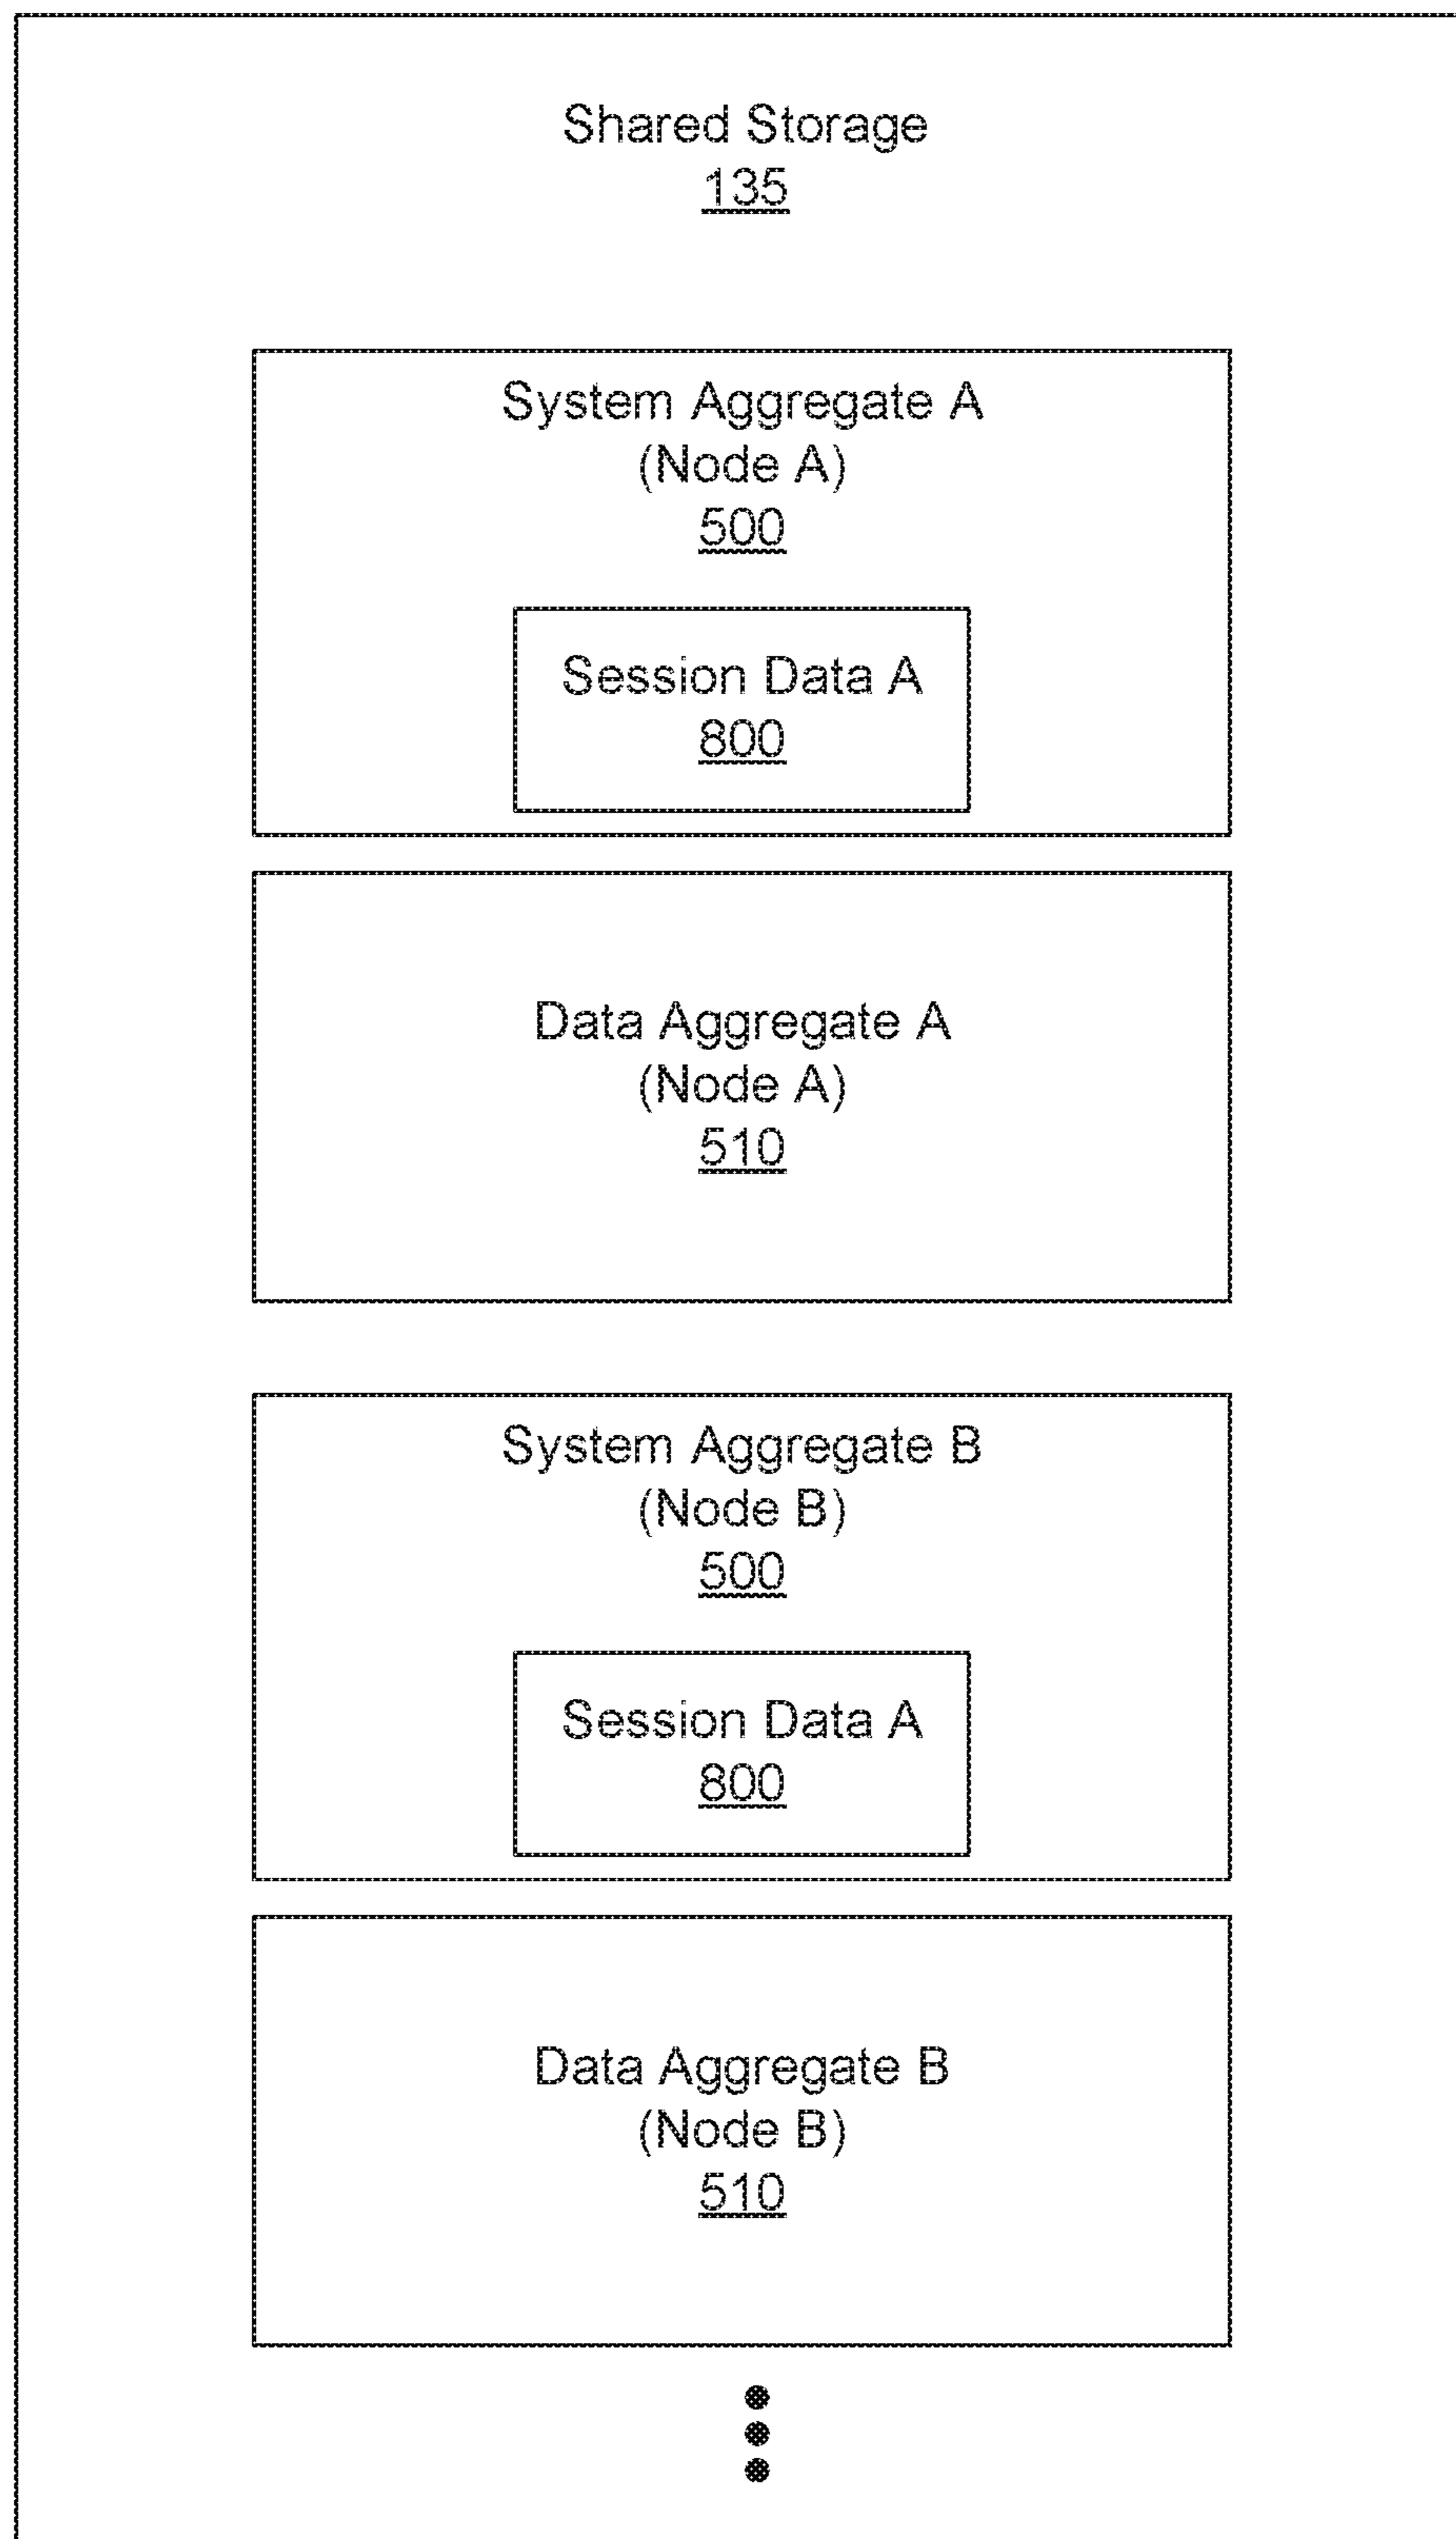 Shared Storage
135
System Aggregate A
(Node A)
500
Session Data A
800
Data Aggregate A
(Node A)
510
System Aggregate B
(Node B)
500
Session Data A
800
Data Aggregate B
(Node B)
510